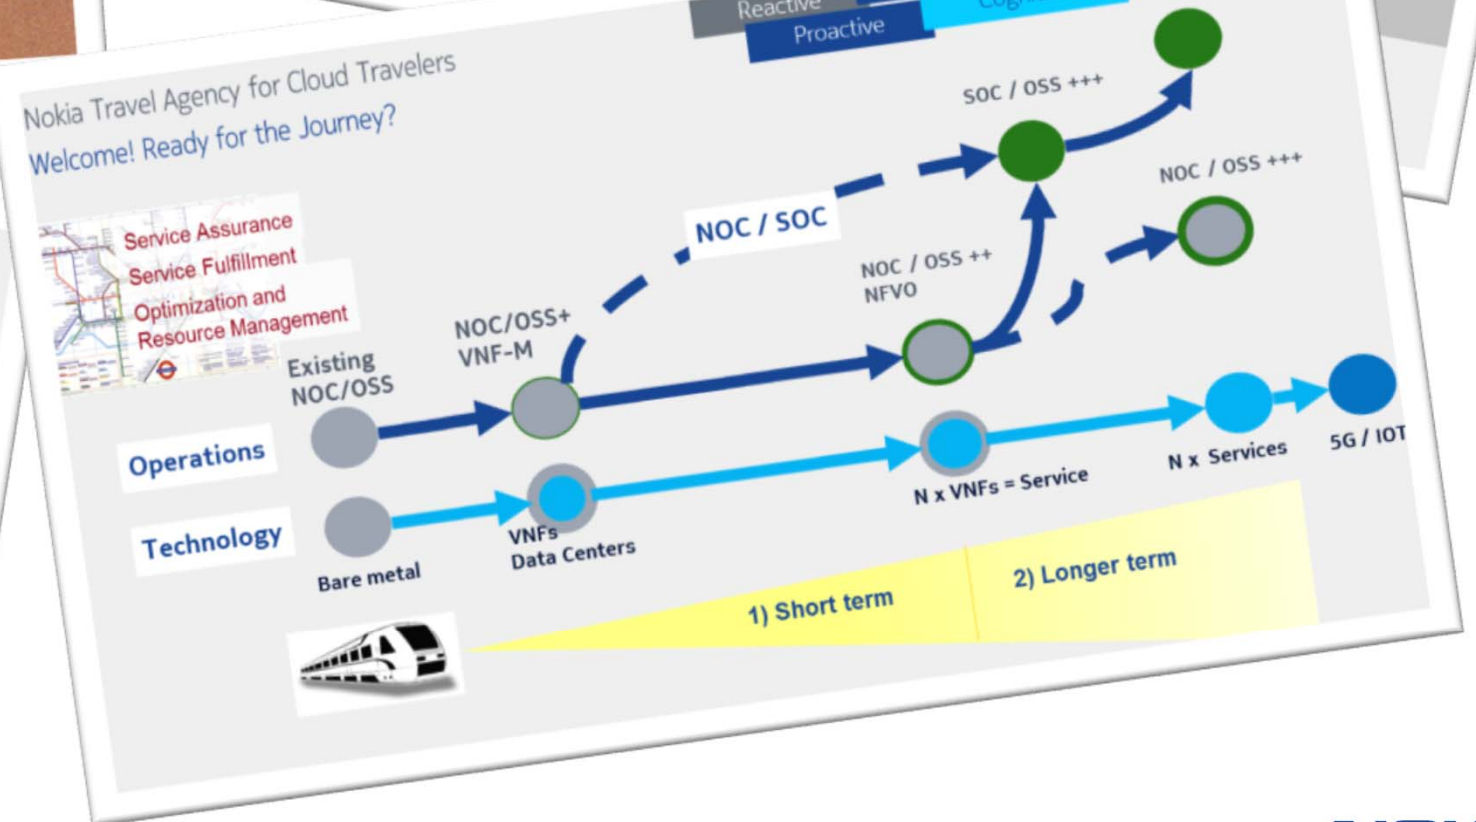 Reactive
Proactive
Nokia Travel Agency for Cloud Travelers
Welcome! Ready for the Journey?
SOC / OSS +++
NOC / OSS +++
NOC / SOC
Service Assurance
Service Fulfillment
Optimization and
Resource Management
NOC / OSS ++
NFVO
NOC/OSS+
VNF-M
Existing
NOC/OSS
Operations
Technology
5G / IOT
N x Services
N x VNFs = Service
VNFs
Data Centers
Bare metal
1) Short term
2) Longer term